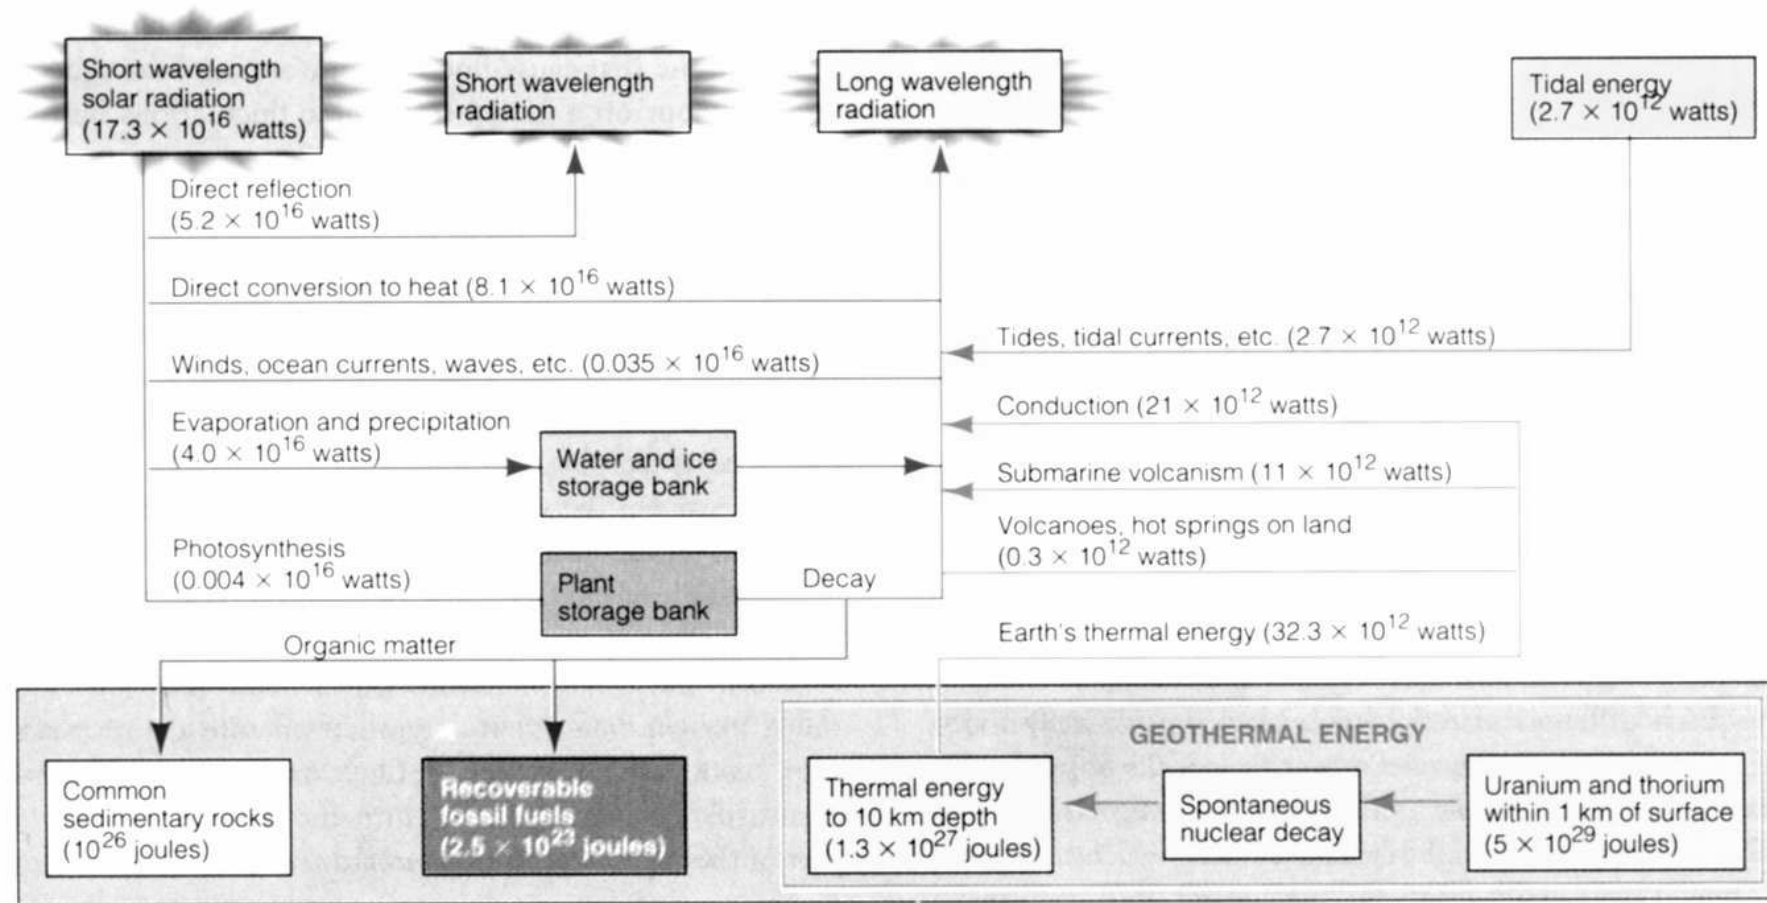 Short wavelength
solar radiation
(17.3 × 10¹⁶ watts)
Short wavelength
radiation
Long wavelength
radiation
Tidal energy
(2.7 × 10¹² watts)
Direct reflection
(5.2 × 10¹⁶ watts)
Direct conversion to heat (8.1 × 10¹⁶ watts)
Winds, ocean currents, waves, etc. (0.035 × 10¹⁶ watts)
Evaporation and precipitation
(4.0 × 10¹⁶ watts)
Water and ice
storage bank
Photosynthesis
(0.004 × 10¹⁶ watts)
Plant
storage bank
Decay
Organic matter
Tides, tidal currents, etc. (2.7 × 10¹² watts)
Conduction (21 × 10¹² watts)
Submarine volcanism (11 × 10¹² watts)
Volcanoes, hot springs on land
(0.3 × 10¹² watts)
Earth's thermal energy (32.3 × 10¹² watts)
GEOTHERMAL ENERGY
Common
sedimentary rocks
(10²⁶ joules)
Recoverable
fossil fuels
(2.5 × 10²³ joules)
Thermal energy
to 10 km depth
(1.3 × 10²⁷ joules)
Spontaneous
nuclear decay
Uranium and thorium
within 1 km of surface
(5 × 10²⁹ joules)